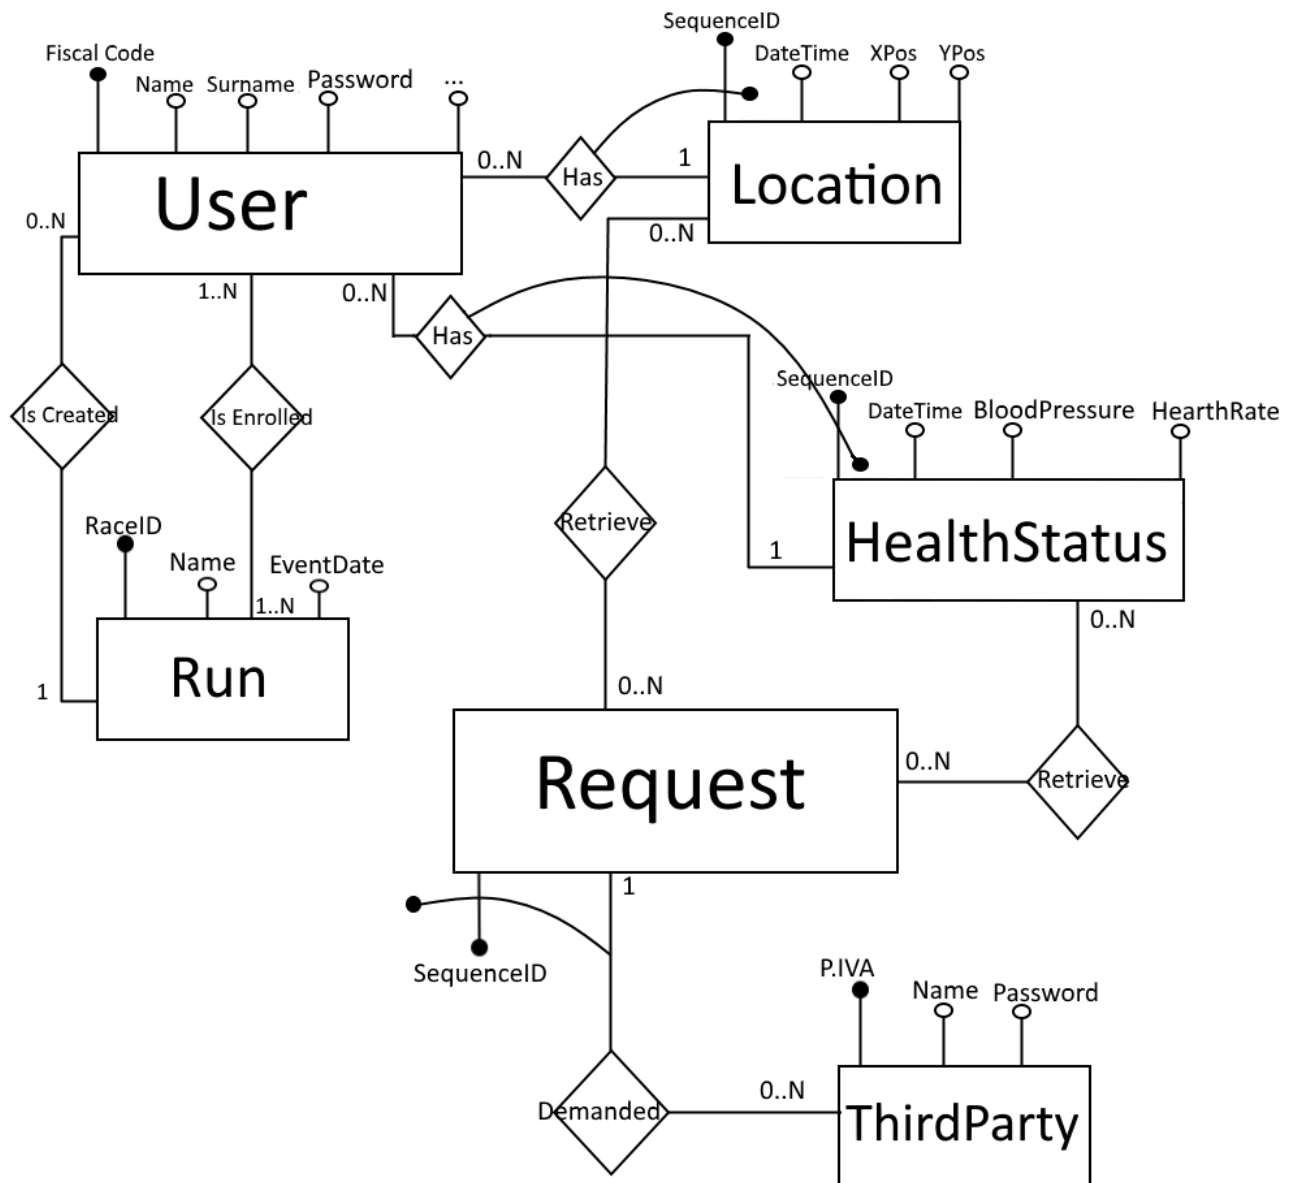 SequenceID
Fiscal Code
DateTime
XPos
YPos
Name
Surname
Password
...
0..N
Has
1
User
Location
0..N
0..N
1..N
0..N
Has
SequenceID
DateTime
BloodPressure
HearthRate
Is Created
Is Enrolled
RaceID
Retrieve
Name
EventDate
1
HealthStatus
1..N
0..N
Run
1
0..N
Request
0..N
Retrieve
1
SequenceID
P.IVA
Name
Password
0..N
Demanded
ThirdParty